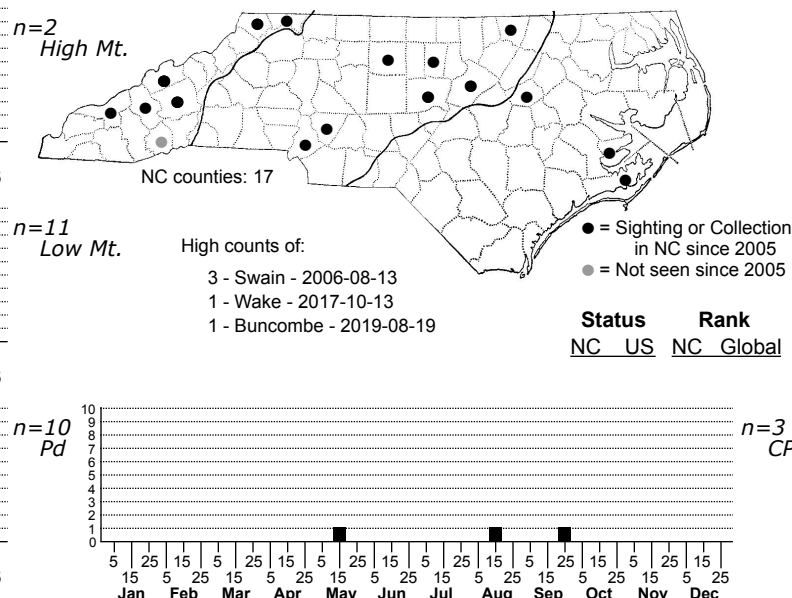 n=2
High Mt.
NC counties: 17
n=11
Low Mt.
High counts of:
3 - Swain - 2006-08-13
1 - Wake - 2017-10-13
1 - Buncombe - 2019-08-19
= Sighting or Collection
in NC since 2005
= Not seen since 2005
Status Rank
NC US NC Global
n=10
Pd
10
9
8
7
6
5
4
3
2
1
0
n=3
CP
5 25 15 5 25 15 5 25 15 5 25 15 5 25 15 5 25 15
15 5 25 15 5 25 15 5 25 15 5 25 15 5 25 15 5 25
Jan Feb Mar Apr May Jun Jul Aug Sep Oct Nov Dec